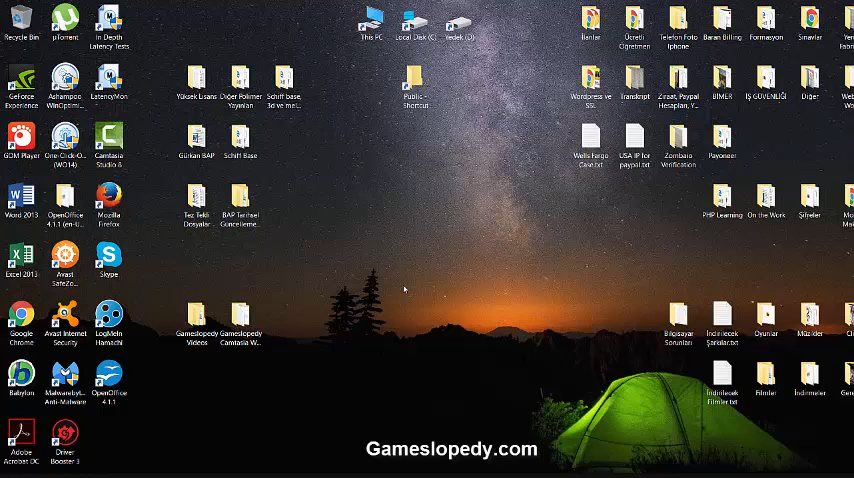 Recycle Bin
µTorrent
In Depth
Latency Tests
This PC
Local Disk (C)
Yedek (D)
İlanlar
Ücretli
Öğretmen
Telefon Foto
Iphone
Baran Billing
Formasyon
Sınavlar
GeForce
Experience
Ashampoo
WinOptimi...
LatencyMon
Yüksek Lisans
Diğer Polimer
Yayınları
Schiff base,
3d ve me...
Public -
Shortcut
Wordpress ve
SSL
Transkript
Ziraat, Paypal
Hesapları, Y...
BİMER
İŞ GÜVENLİĞİ
Diğer
GOM Player
One-Click-O...
(WO14)
Camtasia
Studio 8
Gürkan BAP
Schiff Base
Wells Fargo
Case.txt
USA IP for
paypal.txt
Zombaio
Verification
Payoneer
Word 2013
OpenOffice
4.1.1 (en-U...
Mozilla
Firefox
Tez Tekli
Dosyalar
BAP Tarihsel
Güncelleme...
PHP Learning
On the Work
Şifreler
Excel 2013
Avast
SafeZo...
Skype
Google
Chrome
Avast Internet
Security
LogMeIn
Hamachi
Gameslopedy
Videos
Gameslopedy
Camtasia W...
Bilgisayar
Sorunları
İndirilecek
Şarkılar.txt
Oyunlar
Müzikler
Babylon
Malwareby...
Anti-Malware
OpenOffice
4.1.1
İndirilecek
Filmler.txt
Filmler
İndirmeler
Adobe
Acrobat DC
Driver
Booster 3
Gameslopedy.com